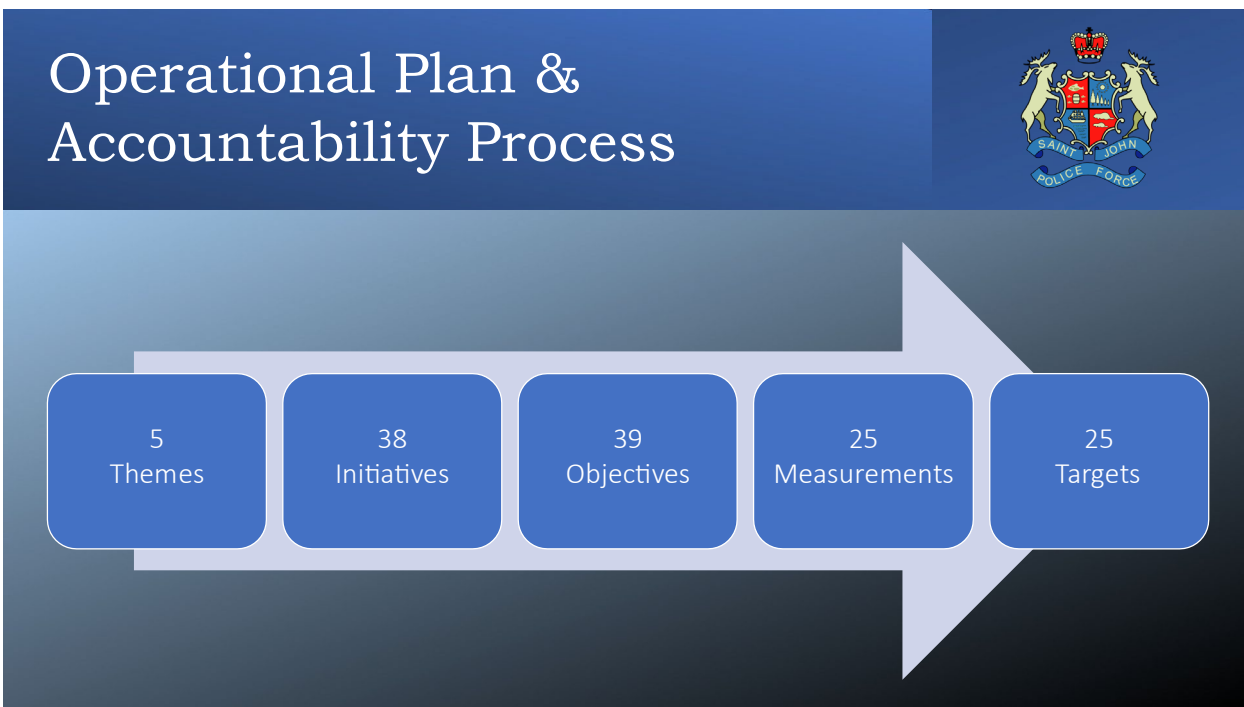 Operational Plan &
Accountability Process
SAINT JOHN
POLICE FORCE
5
Themes
38
Initiatives
39
Objectives
25
Measurements
25
Targets